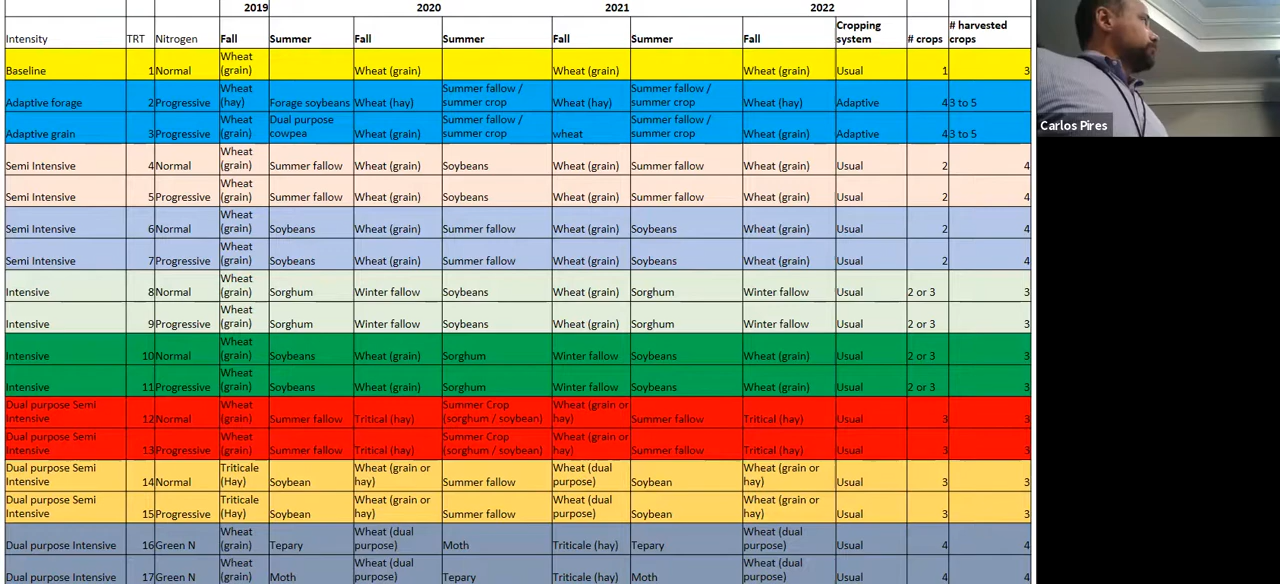 2019 2020 2021 2022
Intensity TRT Nitrogen Fall Summer Fall Summer Fall Summer Fall Cropping system # crops # harvested crops
Baseline 1 Normal Wheat (grain) Wheat (grain) Wheat (grain) Wheat (grain) Usual 1 3
Adaptive forage 2 Progressive Wheat (hay) Forage soybeans Wheat (hay) Summer fallow / summer crop Wheat (hay) Summer fallow / summer crop Wheat (hay) Adaptive 4 3 to 5
Adaptive grain 3 Progressive Wheat (grain) Dual purpose cowpea Wheat (grain) Summer fallow / summer crop wheat Summer fallow / summer crop Wheat (grain) Adaptive 4 3 to 5
Semi Intensive 4 Normal Wheat (grain) Summer fallow Wheat (grain) Soybeans Wheat (grain) Summer fallow Wheat (grain) Usual 2 4
Semi Intensive 5 Progressive Wheat (grain) Summer fallow Wheat (grain) Soybeans Wheat (grain) Summer fallow Wheat (grain) Usual 2 4
Semi Intensive 6 Normal Wheat (grain) Soybeans Wheat (grain) Summer fallow Wheat (grain) Soybeans Wheat (grain) Usual 2 4
Semi Intensive 7 Progressive Wheat (grain) Soybeans Wheat (grain) Summer fallow Wheat (grain) Soybeans Wheat (grain) Usual 2 4
Intensive 8 Normal Wheat (grain) Sorghum Winter fallow Soybeans Wheat (grain) Sorghum Winter fallow Usual 2 or 3 3
Intensive 9 Progressive Wheat (grain) Sorghum Winter fallow Soybeans Wheat (grain) Sorghum Winter fallow Usual 2 or 3 3
Intensive 10 Normal Wheat (grain) Soybeans Wheat (grain) Sorghum Winter fallow Soybeans Wheat (grain) Usual 2 or 3 3
Intensive 11 Progressive Wheat (grain) Soybeans Wheat (grain) Sorghum Winter fallow Soybeans Wheat (grain) Usual 2 or 3 3
Dual purpose Semi Intensive 12 Normal Wheat (grain) Summer fallow Tritical (hay) Summer Crop (sorghum / soybean) Wheat (grain or hay) Summer fallow Tritical (hay) Usual 3 3
Dual purpose Semi Intensive 13 Progressive Wheat (grain) Summer fallow Tritical (hay) Summer Crop (sorghum / soybean) Wheat (grain or hay) Summer fallow Tritical (hay) Usual 3 3
Dual purpose Semi Intensive 14 Normal Triticale (Hay) Soybean Wheat (grain or hay) Summer fallow Wheat (dual purpose) Soybean Wheat (grain or hay) Usual 3 3
Dual purpose Semi Intensive 15 Progressive Triticale (Hay) Soybean Wheat (grain or hay) Summer fallow Wheat (dual purpose) Soybean Wheat (grain or hay) Usual 3 3
Dual purpose Intensive 16 Green N Wheat (grain) Tepary Wheat (dual purpose) Moth Triticale (hay) Tepary Wheat (dual purpose) Usual 4 4
Dual purpose Intensive 17 Green N Wheat (grain) Moth Wheat (dual purpose) Tepary Triticale (hay) Moth Wheat (dual purpose) Usual 4 4
Carlos Pires